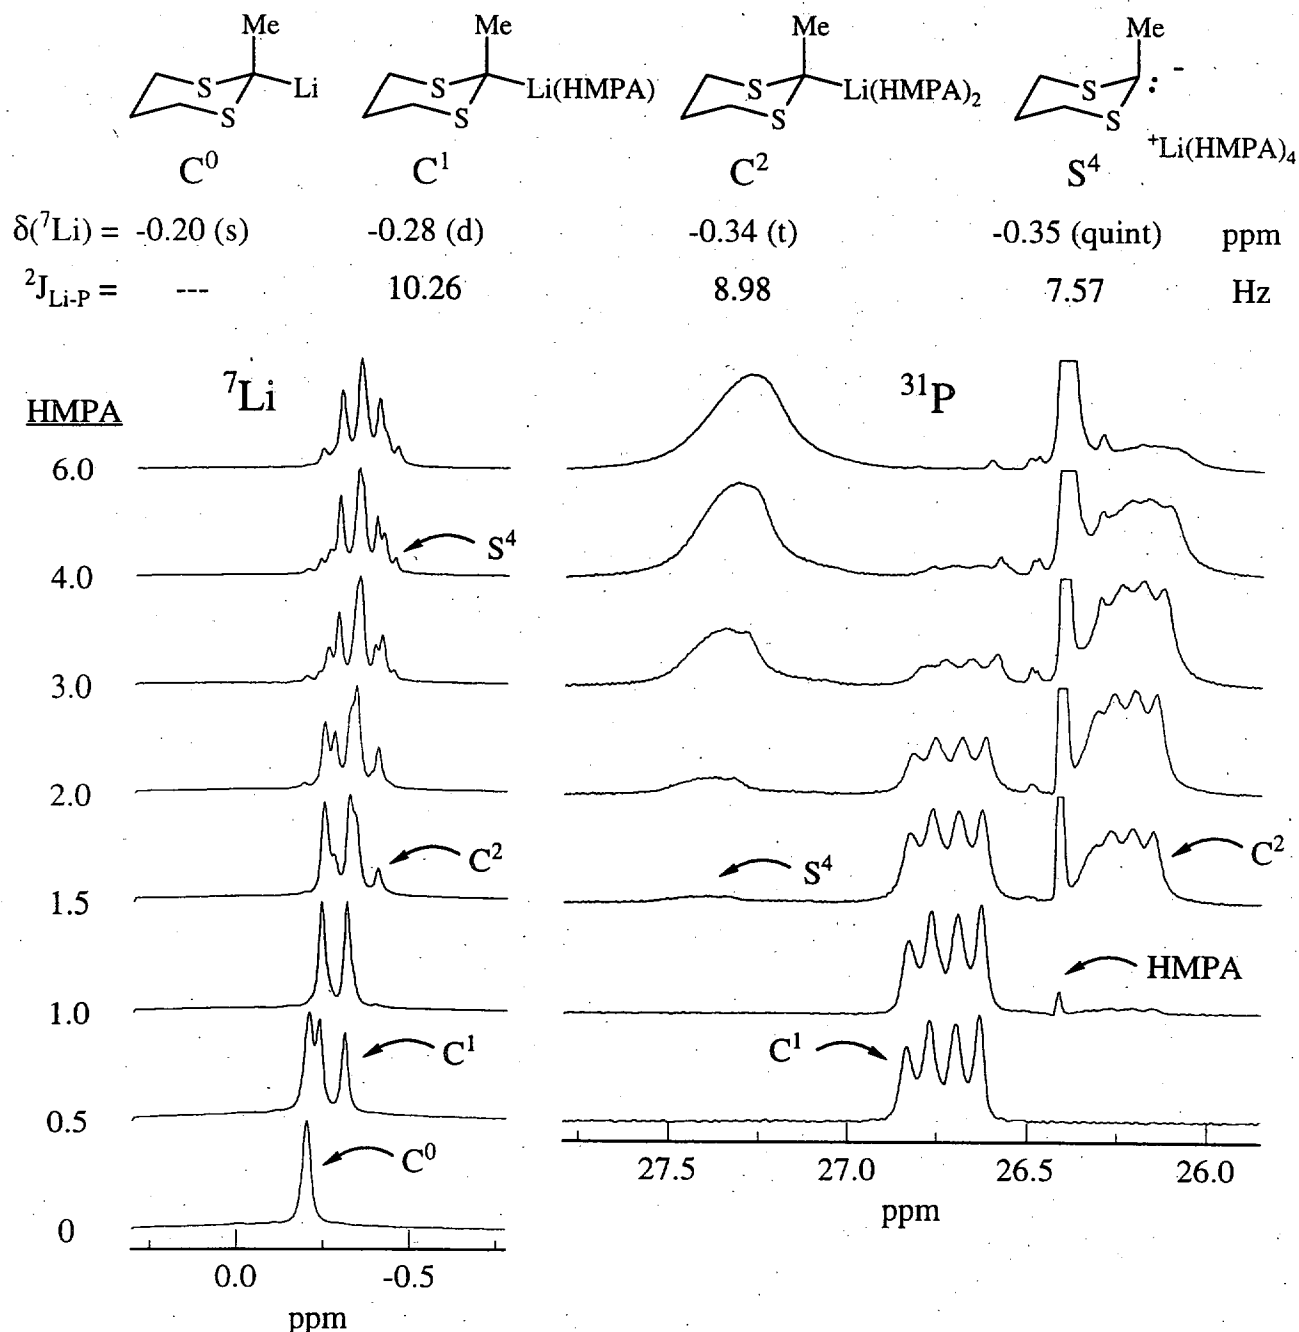 Me Me Me Me
S S S S
Li Li(HMPA) Li(HMPA)₂ : -
S S S S
⁺Li(HMPA)₄
C⁰ C¹ C² S⁴
δ(⁷Li) = -0.20 (s) -0.28 (d) -0.34 (t) -0.35 (quint) ppm
²J_Li-P = --- 10.26 8.98 7.57 Hz
⁷Li ³¹P
HMPA
6.0
S⁴
4.0
3.0
2.0
C² S⁴ C²
1.5
HMPA
1.0
C¹ C¹
0.5
C⁰
27.5 27.0 26.5 26.0
ppm
0
0.0 -0.5
ppm